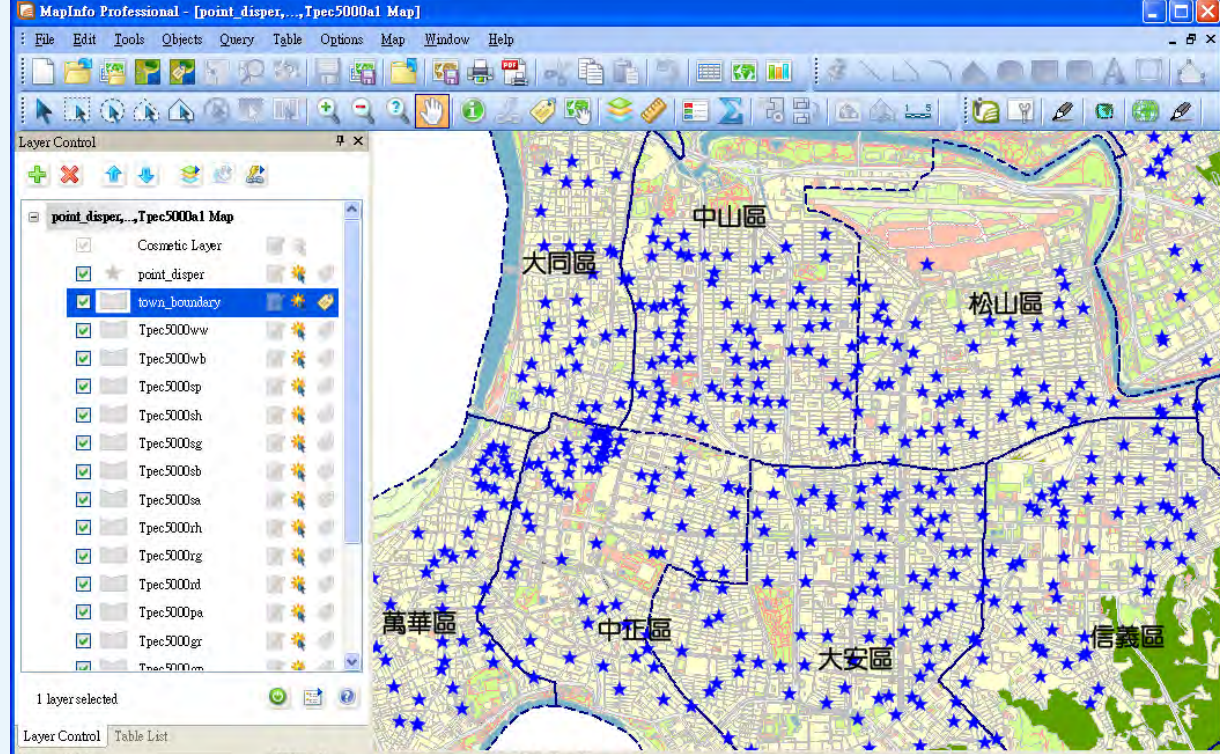 MapInfo Professional - [point_disper,...,Tpec5000a1 Map]
File Edit Tools Objects Query Table Options Map Window Help
Layer Control
point_disper,...,Tpec5000a1 Map
Cosmetic Layer
point_disper
town_boundary
Tpec5000ww
Tpec5000wb
Tpec5000sp
Tpec5000sh
Tpec5000sg
Tpec5000sb
Tpec5000sa
Tpec5000rh
Tpec5000rg
Tpec5000rd
Tpec5000pa
Tpec5000gr
1 layer selected
Layer Control Table List
中山區
大同區
松山區
萬華區
中正區
大安區
信義區